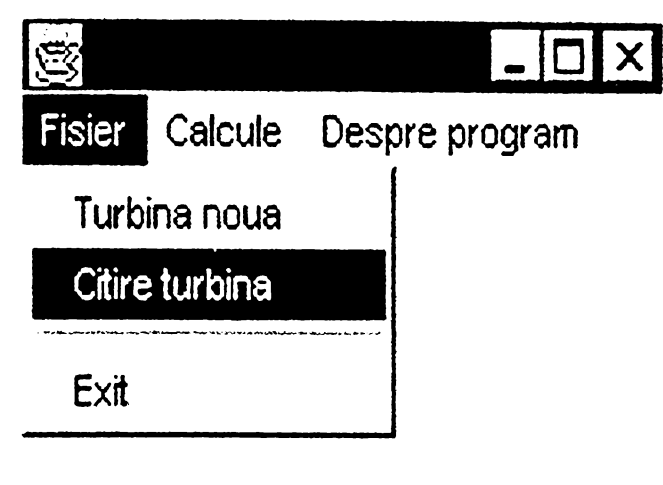 Fisier Calcule Despre program
Turbina noua
Citire turbina
Exit